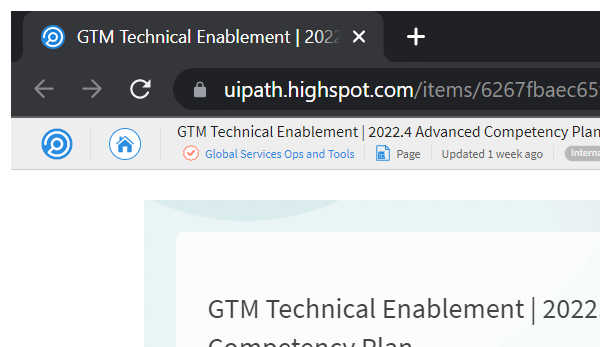 GTM Technical Enablement | 2022
uipath.highspot.com/items/6267fbaec65
GTM Technical Enablement | 2022.4 Advanced Competency Plan
Global Services Ops and Tools Page Updated 1 week ago Interna
GTM Technical Enablement | 2022.
Competency Plan